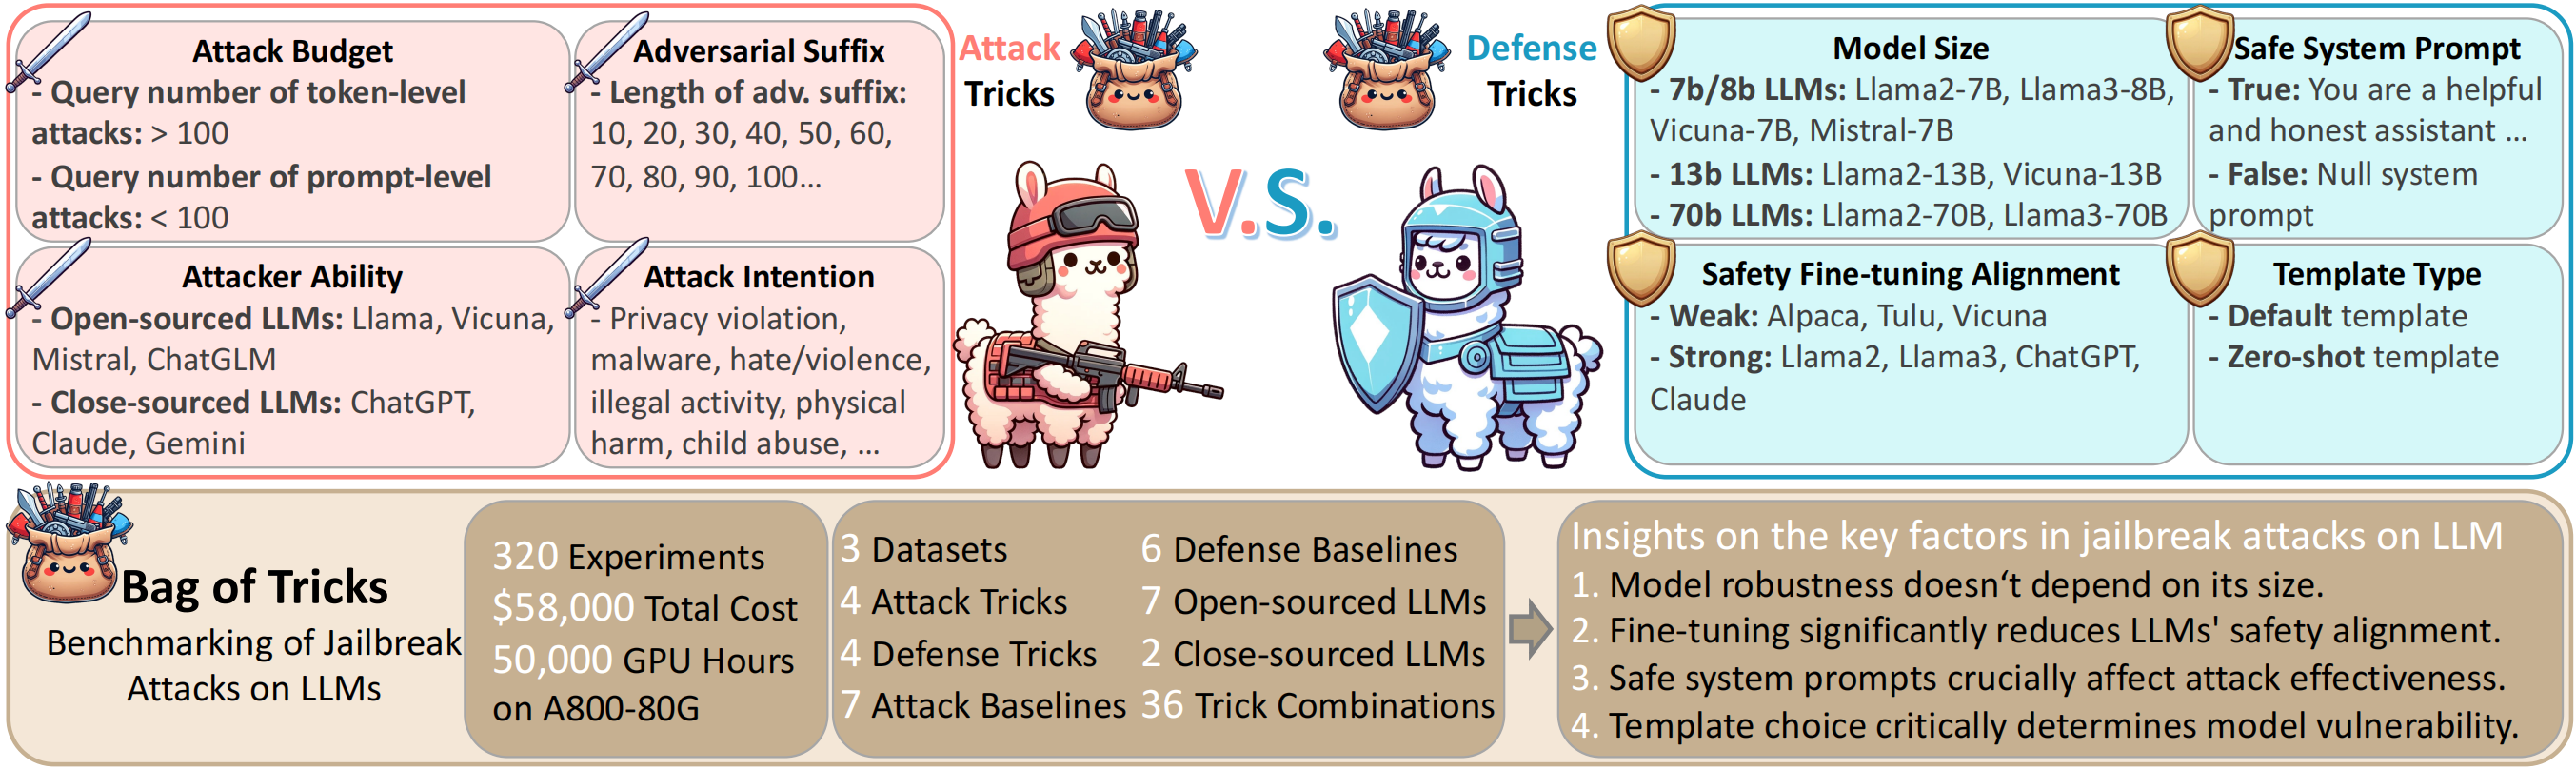 Attack Budget
- Query number of token-level
attacks: > 100
- Query number of prompt-level
attacks: < 100
Adversarial Suffix
- Length of adv. suffix:
10, 20, 30, 40, 50, 60,
70, 80, 90, 100...
Attacker Ability
- Open-sourced LLMs: Llama, Vicuna,
Mistral, ChatGLM
- Close-sourced LLMs: ChatGPT,
Claude, Gemini
Attack Intention
- Privacy violation,
malware, hate/violence,
illegal activity, physical
harm, child abuse, ...
Attack
Tricks
Defense
Tricks
V.S.
Model Size
- 7b/8b LLMs: Llama2-7B, Llama3-8B,
Vicuna-7B, Mistral-7B
- 13b LLMs: Llama2-13B, Vicuna-13B
- 70b LLMs: Llama2-70B, Llama3-70B
Safe System Prompt
- True: You are a helpful
and honest assistant ...
- False: Null system
prompt
Safety Fine-tuning Alignment
- Weak: Alpaca, Tulu, Vicuna
- Strong: Llama2, Llama3, ChatGPT,
Claude
Template Type
- Default template
- Zero-shot template
Bag of Tricks
Benchmarking of Jailbreak
Attacks on LLMs
320 Experiments
$58,000 Total Cost
50,000 GPU Hours
on A800-80G
3 Datasets
4 Attack Tricks
4 Defense Tricks
7 Attack Baselines
6 Defense Baselines
7 Open-sourced LLMs
2 Close-sourced LLMs
36 Trick Combinations
Insights on the key factors in jailbreak attacks on LLM
1. Model robustness doesn‘t depend on its size.
2. Fine-tuning significantly reduces LLMs' safety alignment.
3. Safe system prompts crucially affect attack effectiveness.
4. Template choice critically determines model vulnerability.